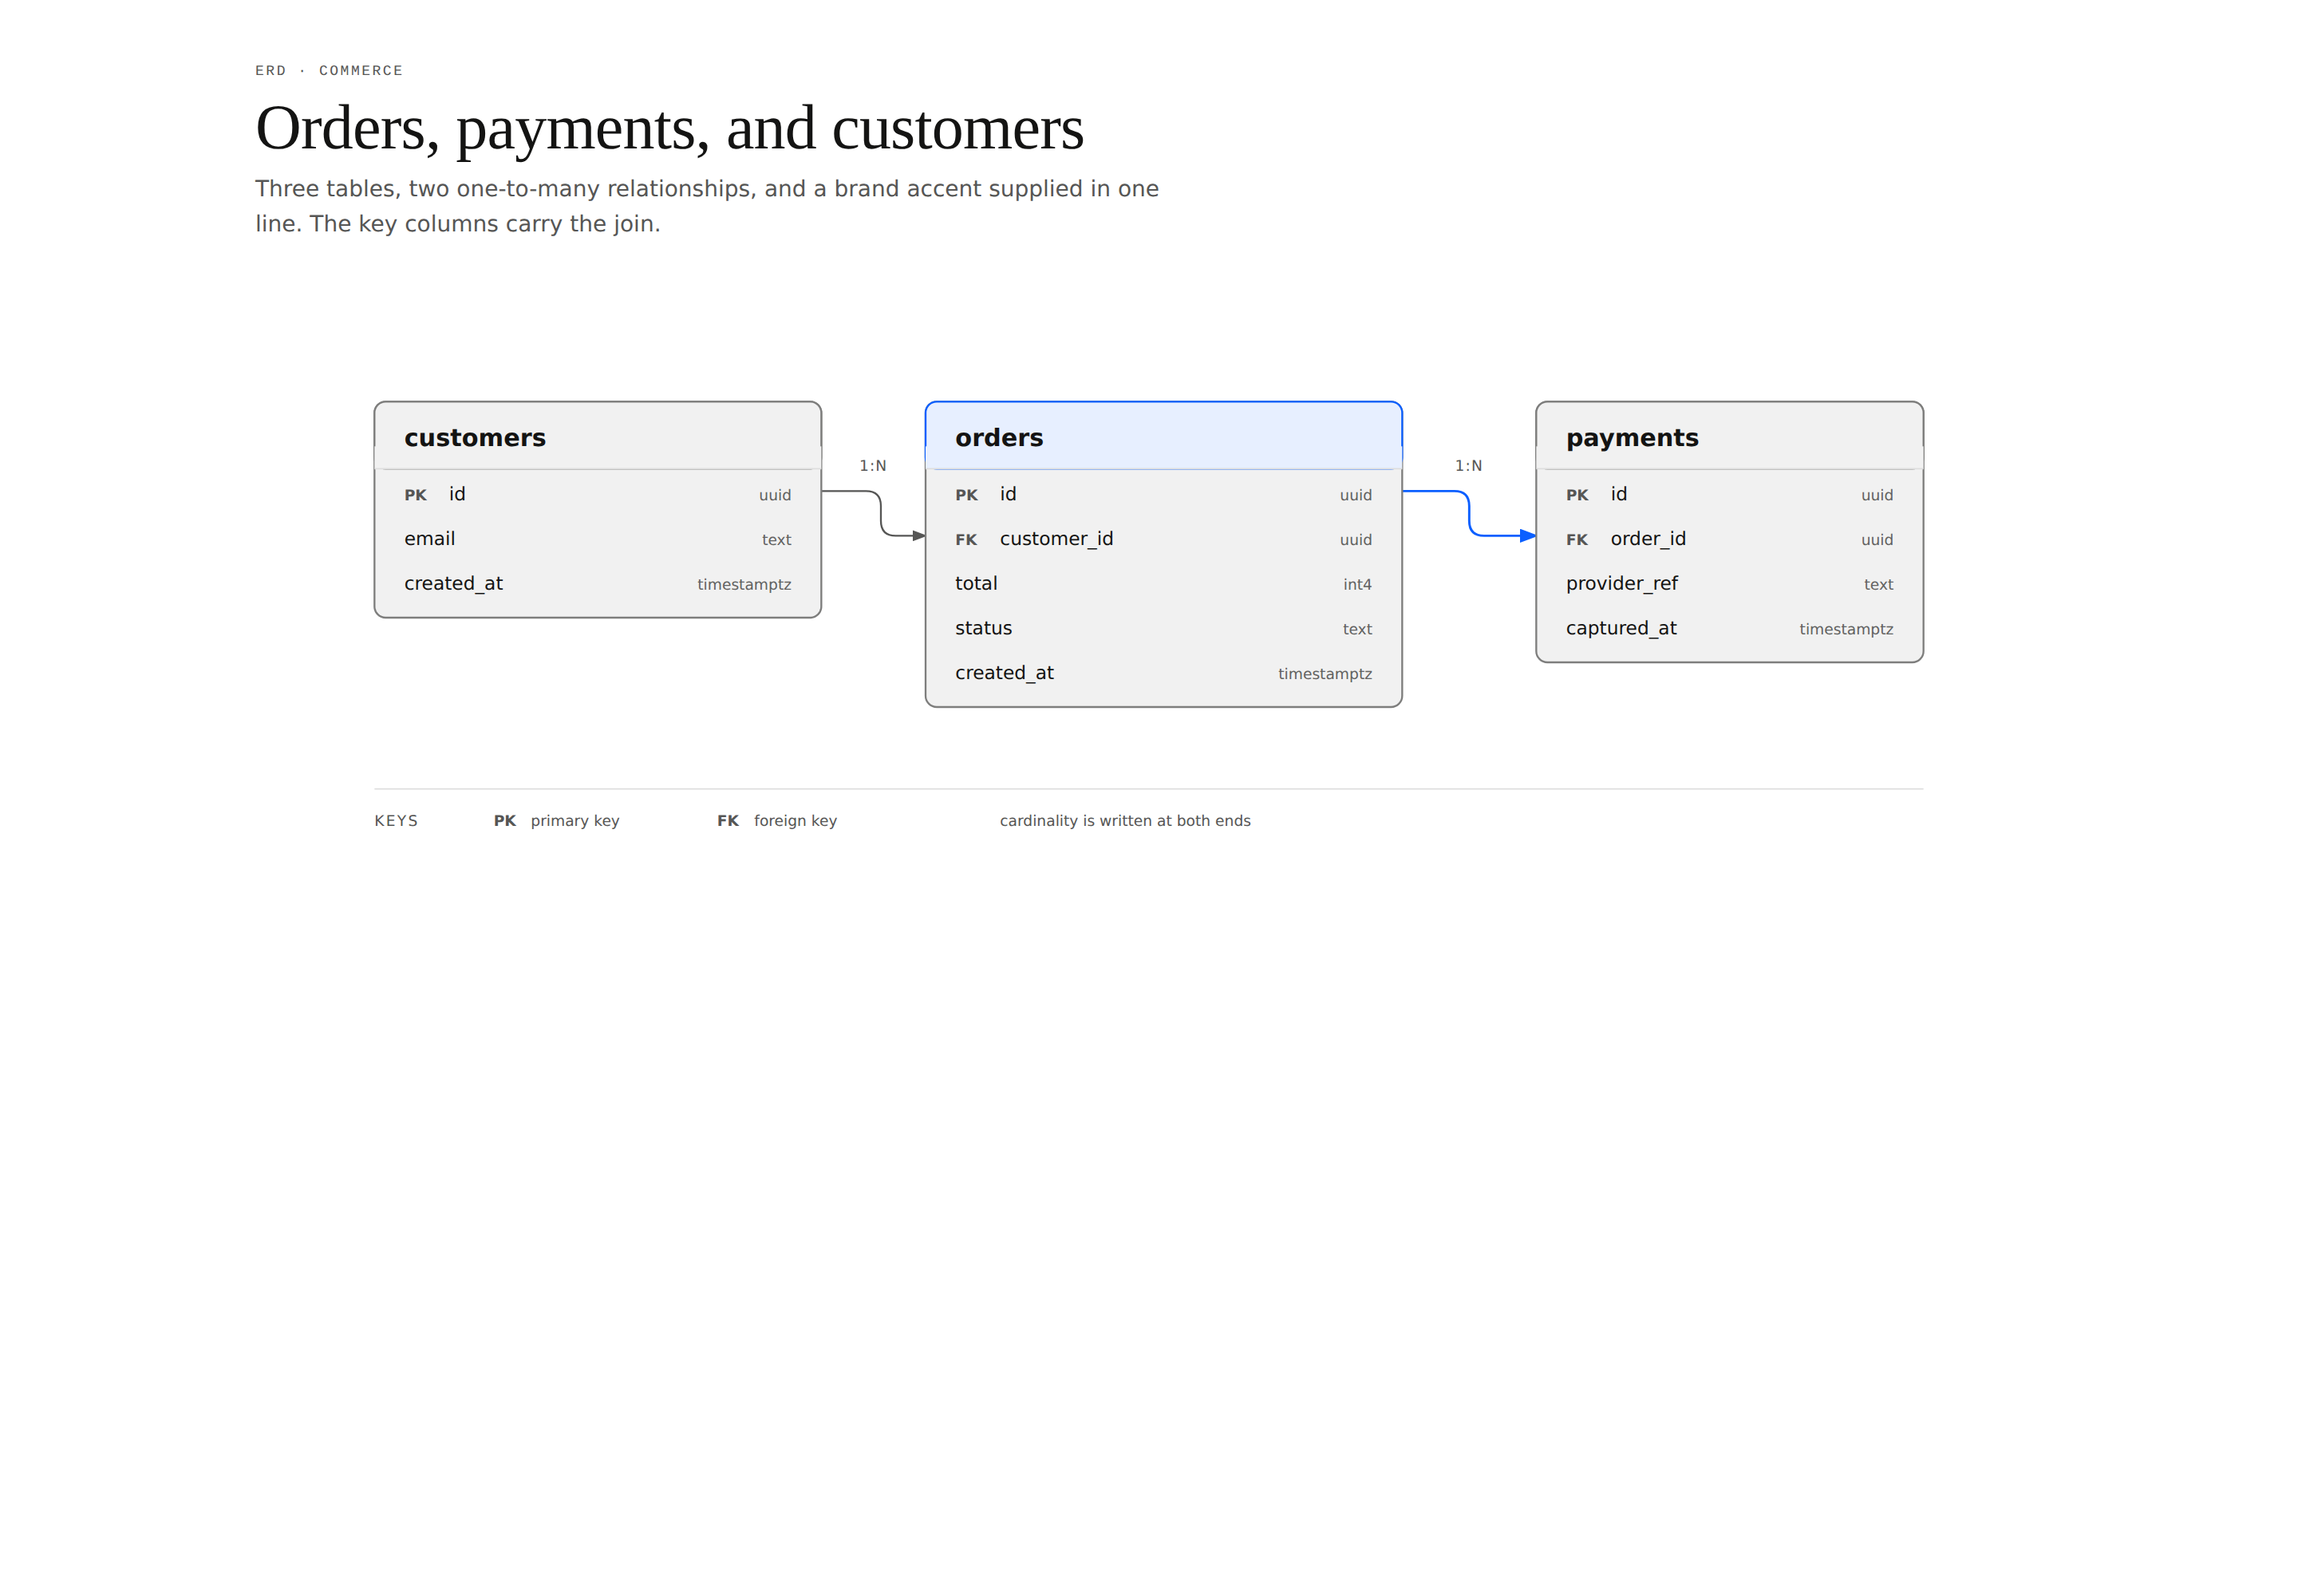 ERD · COMMERCE
Orders, payments, and customers
Three tables, two one-to-many relationships, and a brand accent supplied in one
line. The key columns carry the join.
customers
PK id uuid
email text
created_at timestamptz
1:N
orders
PK id uuid
FK customer_id uuid
total int4
status text
created_at timestamptz
1:N
payments
PK id uuid
FK order_id uuid
provider_ref text
captured_at timestamptz
KEYS PK primary key FK foreign key cardinality is written at both ends